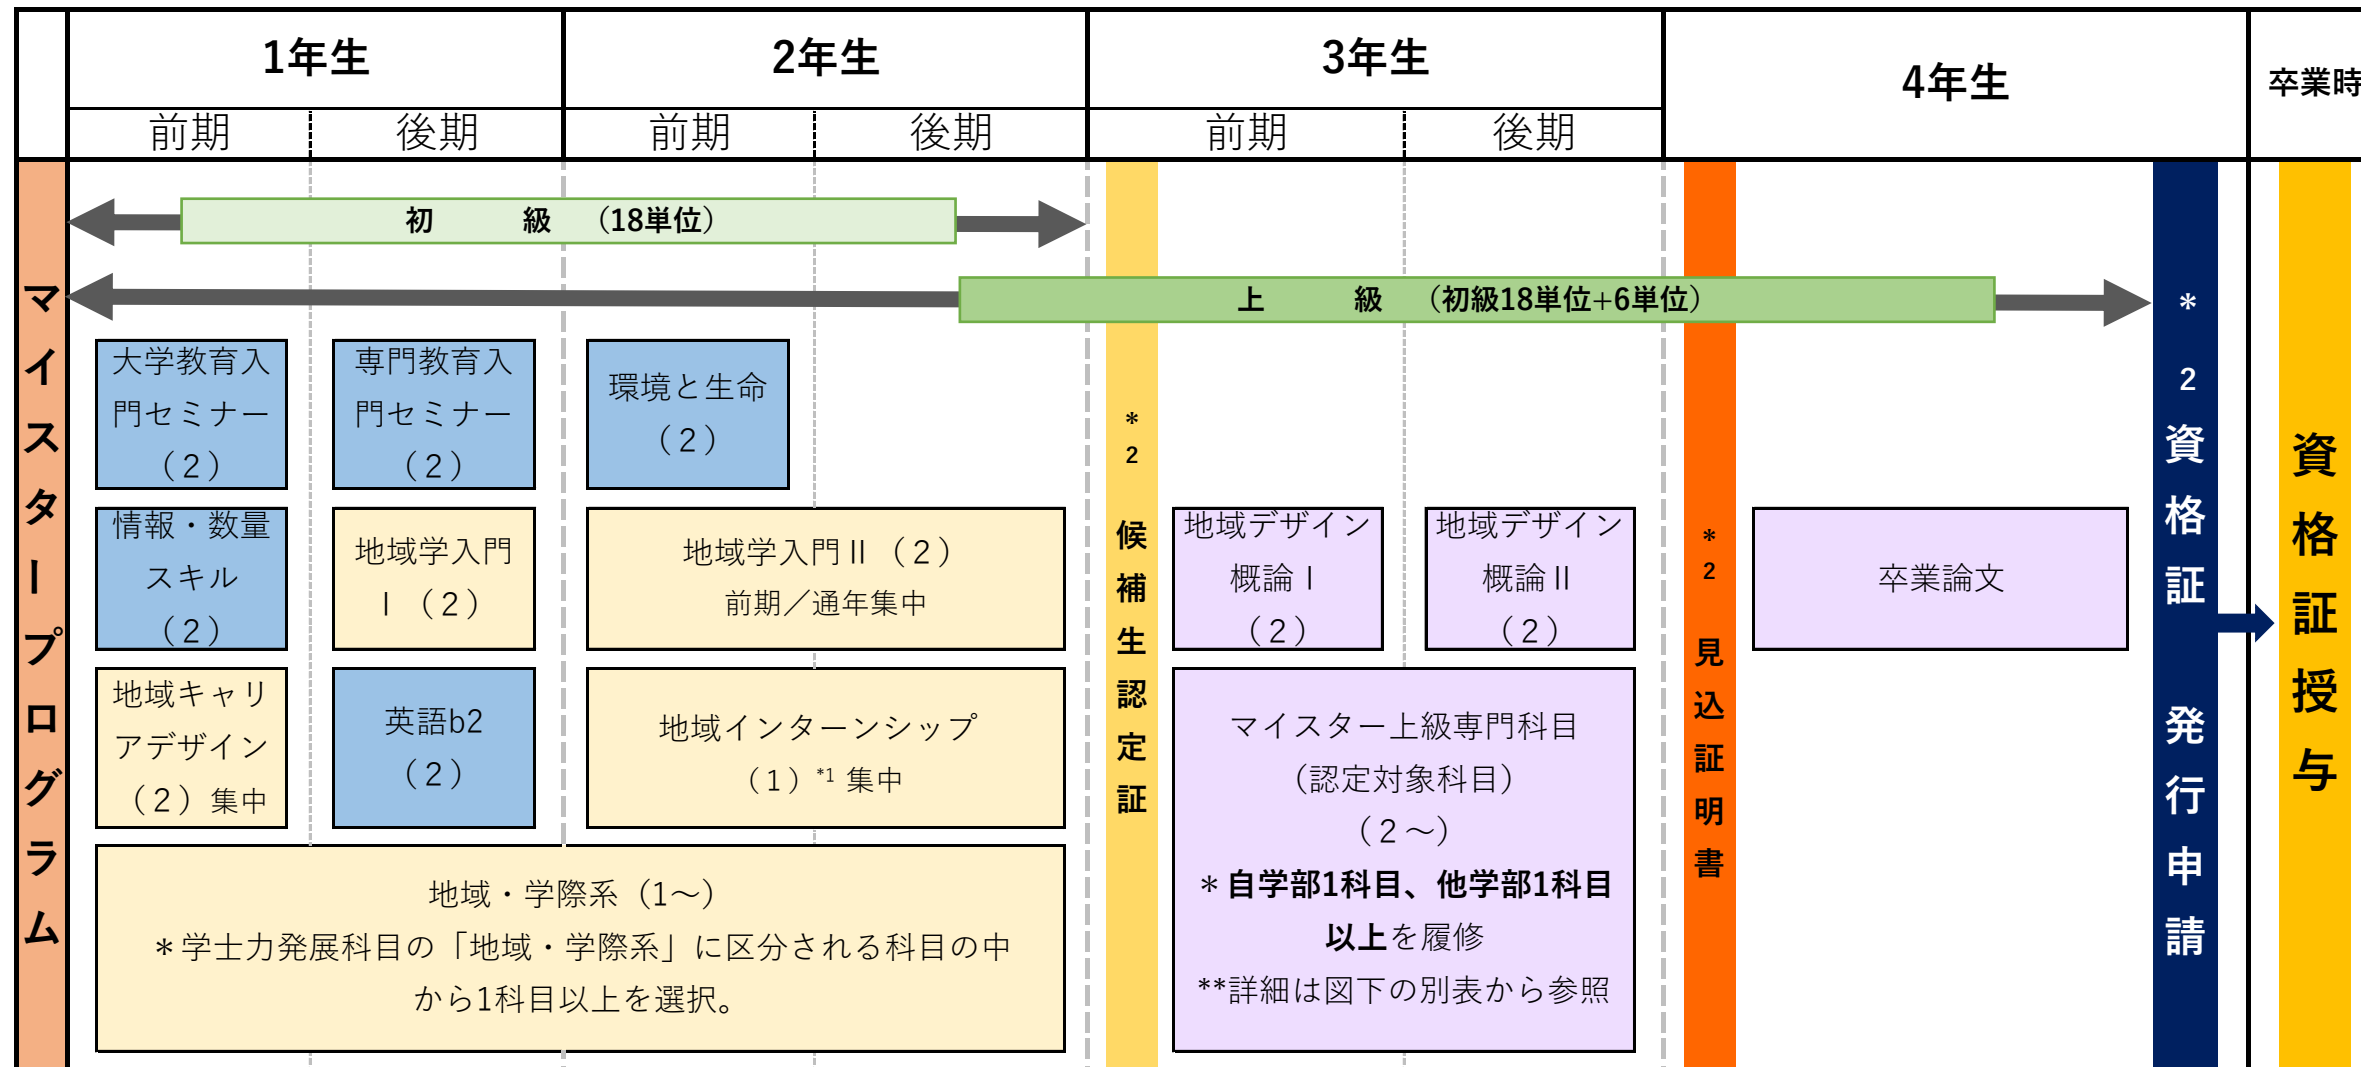 1年生
2年生
3年生
4年生
卒業時
前期
後期
前期
後期
前期
後期
マイスタープログラム
初　級　（18単位）
上　級　（初級18単位+6単位）
大学教育入
門セミナー
（２）
専門教育入
門セミナー
（２）
環境と生命
（２）
情報・数量
スキル
（２）
地域学入門
Ⅰ（２）
地域学入門Ⅱ（２）
前期／通年集中
地域キャリ
アデザイン
（２）集中
英語b2
（２）
地域インターンシップ
（１）*1 集中
地域・学際系（1～）
＊学士力発展科目の「地域・学際系」に区分される科目の中
から1科目以上を選択。
＊2 候補生認定証
地域デザイン
概論Ⅰ
（２）
地域デザイン
概論Ⅱ
（２）
マイスター上級専門科目
（認定対象科目）
（２～）
＊自学部1科目、他学部1科目
以上を履修
**詳細は図下の別表から参照
＊2 見込証明書
卒業論文
＊2資格証　発行申請
資格証授与